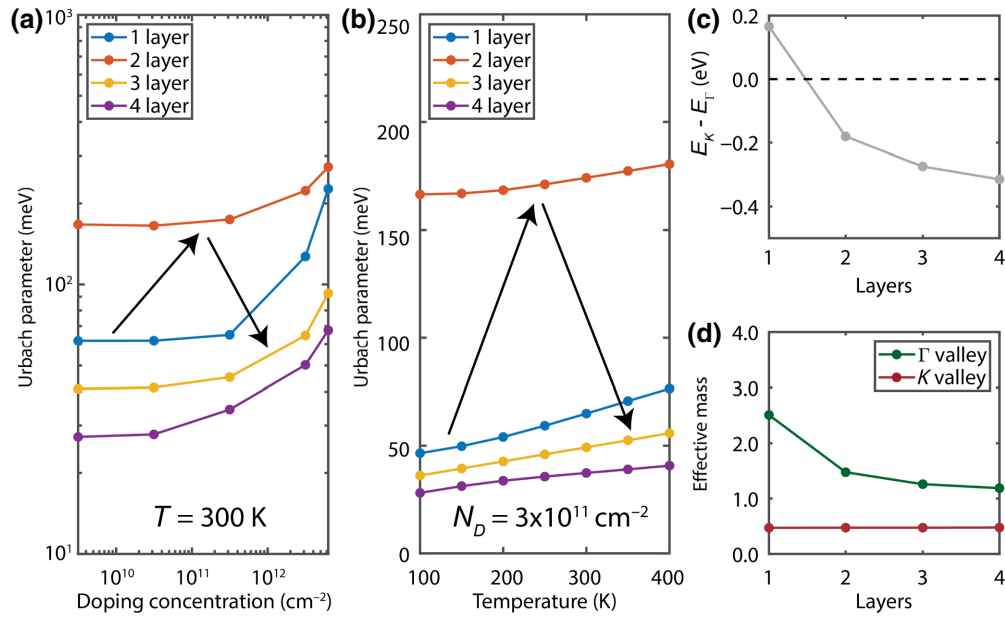 (a)
10³
1 layer
2 layer
3 layer
4 layer
Urbach parameter (meV)
10²
T = 300 K
10¹
10¹⁰
10¹¹
10¹²
Doping concentration (cm⁻²)
(b)
250
1 layer
2 layer
3 layer
4 layer
Urbach parameter (meV)
200
150
100
50
N_D = 3x10¹¹ cm⁻²
0
100
200
300
400
Temperature (K)
(c)
0.2
0.0
−0.2
−0.4
E_K - E_Γ (eV)
1
2
3
4
Layers
(d)
4.0
3.0
2.0
1.0
0.0
Γ valley
K valley
Effective mass
1
2
3
4
Layers